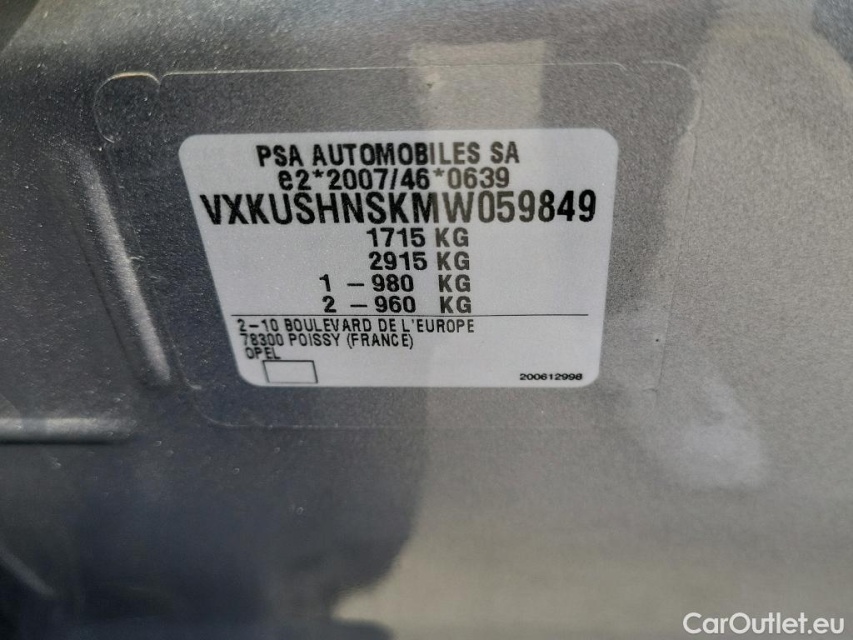 PSA AUTOMOBILES SA
e2*2007/46*0639
VXKUSHNSKMW059849
1715 KG
2915 KG
1 – 980 KG
2 – 960 KG
2-10 BOULEVARD DE L'EUROPE
78300 POISSY (FRANCE)
OPEL
200612996
CarOutlet.eu